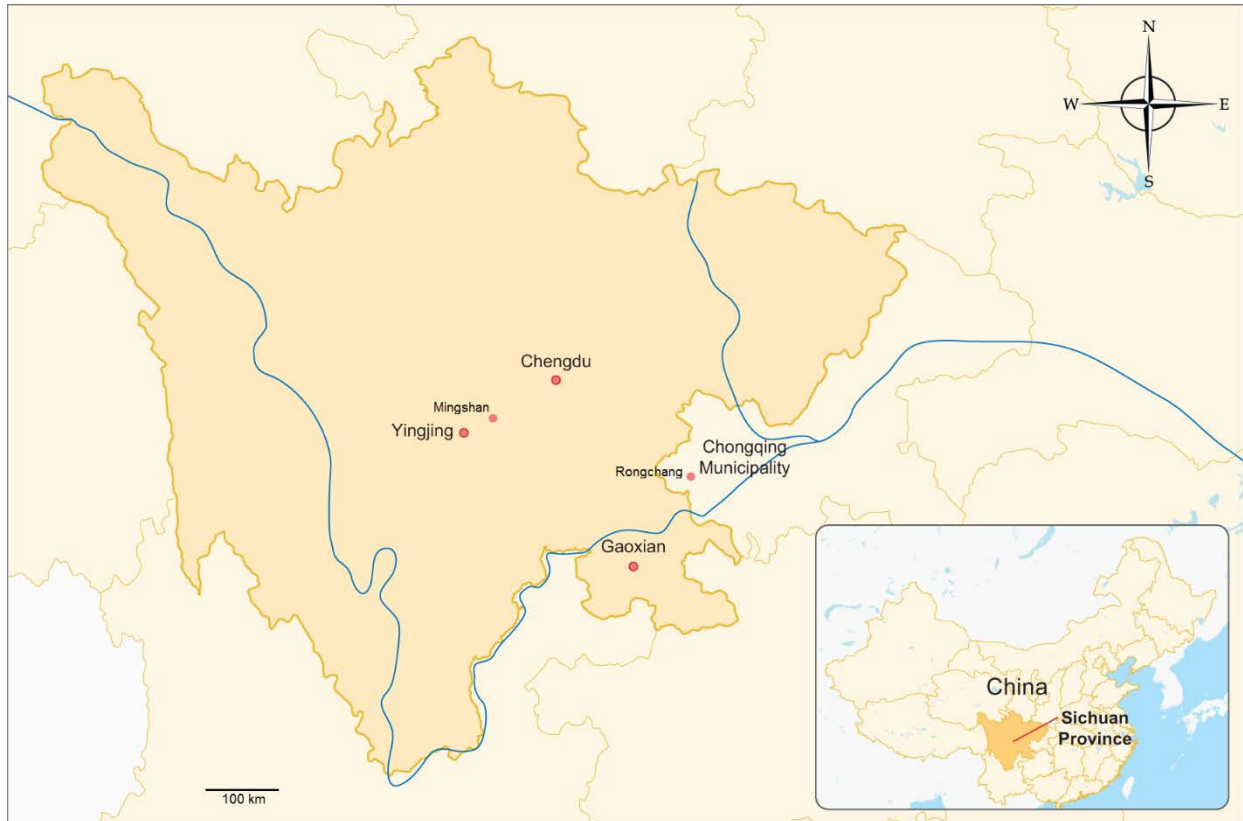 N
W
E
S
Chengdu
Mingshan
Yingjing
Chongqing
Municipality
Rongchang
Gaoxian
China
Sichuan
Province
100 km